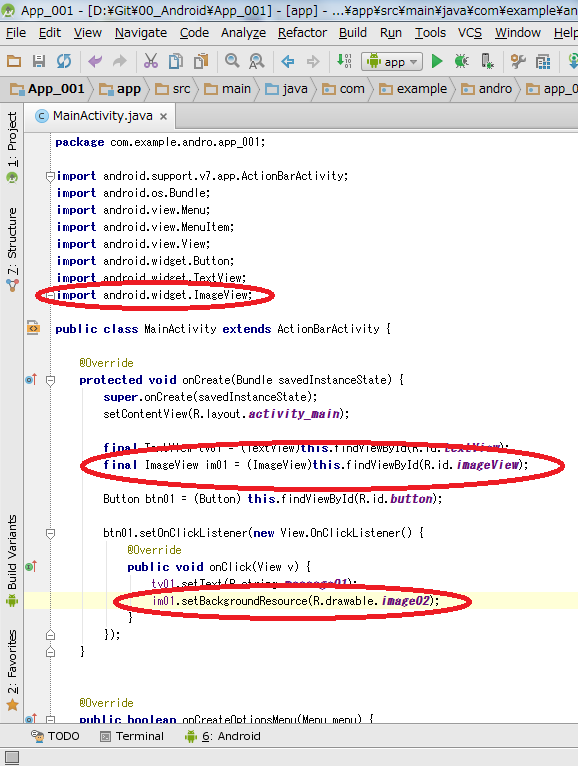 App_001 - [D:¥Git¥00_Android¥App_001] - [app] - ...¥app¥src¥main¥java¥com¥example¥an
File Edit View Navigate Code Analyze Refactor Build Run Tools VCS Window Help
app
App_001 app src main java com example andro app_0
1: Project
7: Structure
Build Variants
2: Favorites
MainActivity.java ×
package com.example.andro.app_001;
import android.support.v7.app.ActionBarActivity;
import android.os.Bundle;
import android.view.Menu;
import android.view.MenuItem;
import android.view.View;
import android.widget.Button;
import android.widget.TextView;
import android.widget.ImageView;
public class MainActivity extends ActionBarActivity {
@Override
protected void onCreate(Bundle savedInstanceState) {
super.onCreate(savedInstanceState);
setContentView(R.layout.activity_main);
final TextView tv01 = (TextView)this.findViewById(R.id.textView);
final ImageView im01 = (ImageView)this.findViewById(R.id.imageView);
Button btn01 = (Button) this.findViewById(R.id.button);
btn01.setOnClickListener(new View.OnClickListener() {
@Override
public void onClick(View v) {
tv01.setText(R.string.message01);
im01.setBackgroundResource(R.drawable.image02);
}
});
}
@Override
public boolean onCreateOptionsMenu(Menu menu) {
TODO Terminal 6: Android